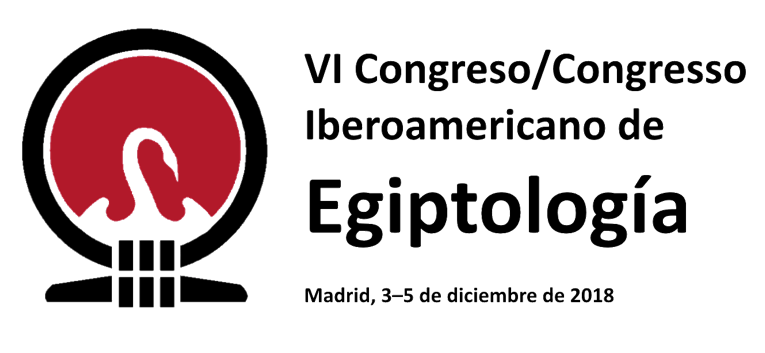 VI Congreso/Congresso
Iberoamericano de
Egiptología
Madrid, 3–5 de diciembre de 2018